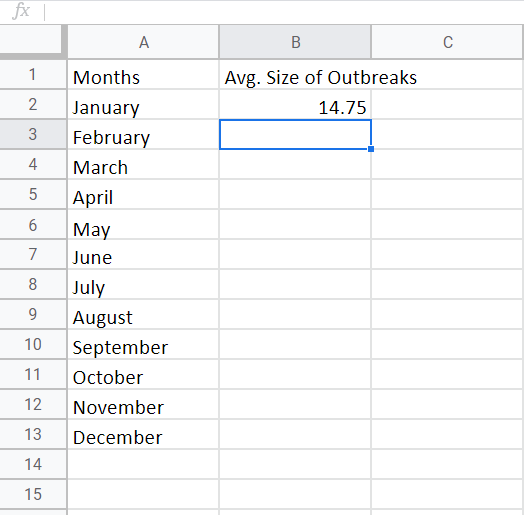 fx
A B C
1 Months Avg. Size of Outbreaks
2 January 14.75
3 February
4 March
5 April
6 May
7 June
8 July
9 August
10 September
11 October
12 November
13 December
14
15